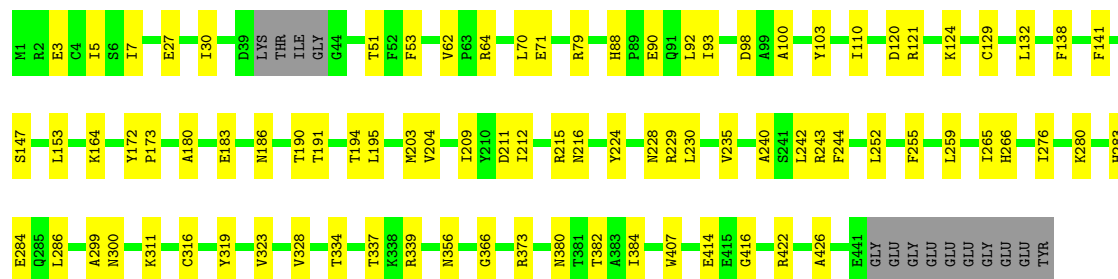 M1 R2 E3 C4 I5 S6 I7 E27 I30 D39 LYS THR ILE GLY G44 T51 F52 F53 V62 P63 R64 L70 E71 R79 H88 P89 E90 Q91 L92 I93 D98 A99 A100 Y103 I110 D120 R121 K124 C129 L132 F138 F141
S147 L153 K164 Y172 P173 A180 E183 N186 T190 T191 T194 L195 M203 V204 I209 Y210 D211 I212 R215 N216 Y224 N228 R229 L230 V235 A240 S241 L242 R243 F244 L252 F255 L259 I265 H266 I276 K280 H283
E284 Q285 L286 A299 N300 K311 C316 Y319 V323 V328 T334 T337 K338 R339 N356 G366 R373 N380 T381 T382 A383 I384 W407 E414 E415 G416 R422 A426 E441 GLY GLU GLU GLU GLU GLY GLU GLU TYR